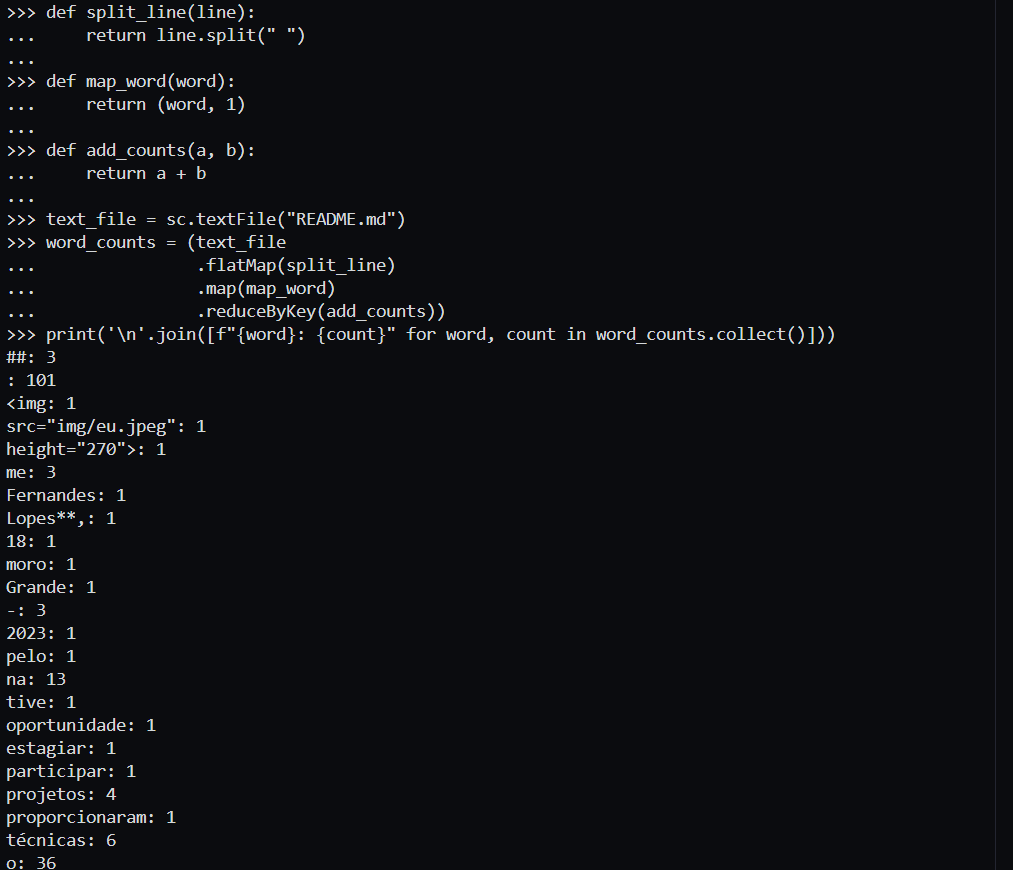 >>> def split_line(line):
...     return line.split(" ")
...
>>> def map_word(word):
...     return (word, 1)
...
>>> def add_counts(a, b):
...     return a + b
...
>>> text_file = sc.textFile("README.md")
>>> word_counts = (text_file
...                .flatMap(split_line)
...                .map(map_word)
...                .reduceByKey(add_counts))
>>> print('\n'.join([f"{word}: {count}" for word, count in word_counts.collect()]))
##: 3
: 101
<img: 1
src="img/eu.jpeg": 1
height="270">: 1
me: 3
Fernandes: 1
Lopes**,: 1
18: 1
moro: 1
Grande: 1
-: 3
2023: 1
pelo: 1
na: 13
tive: 1
oportunidade: 1
estagiar: 1
participar: 1
projetos: 4
proporcionaram: 1
técnicas: 6
o: 36